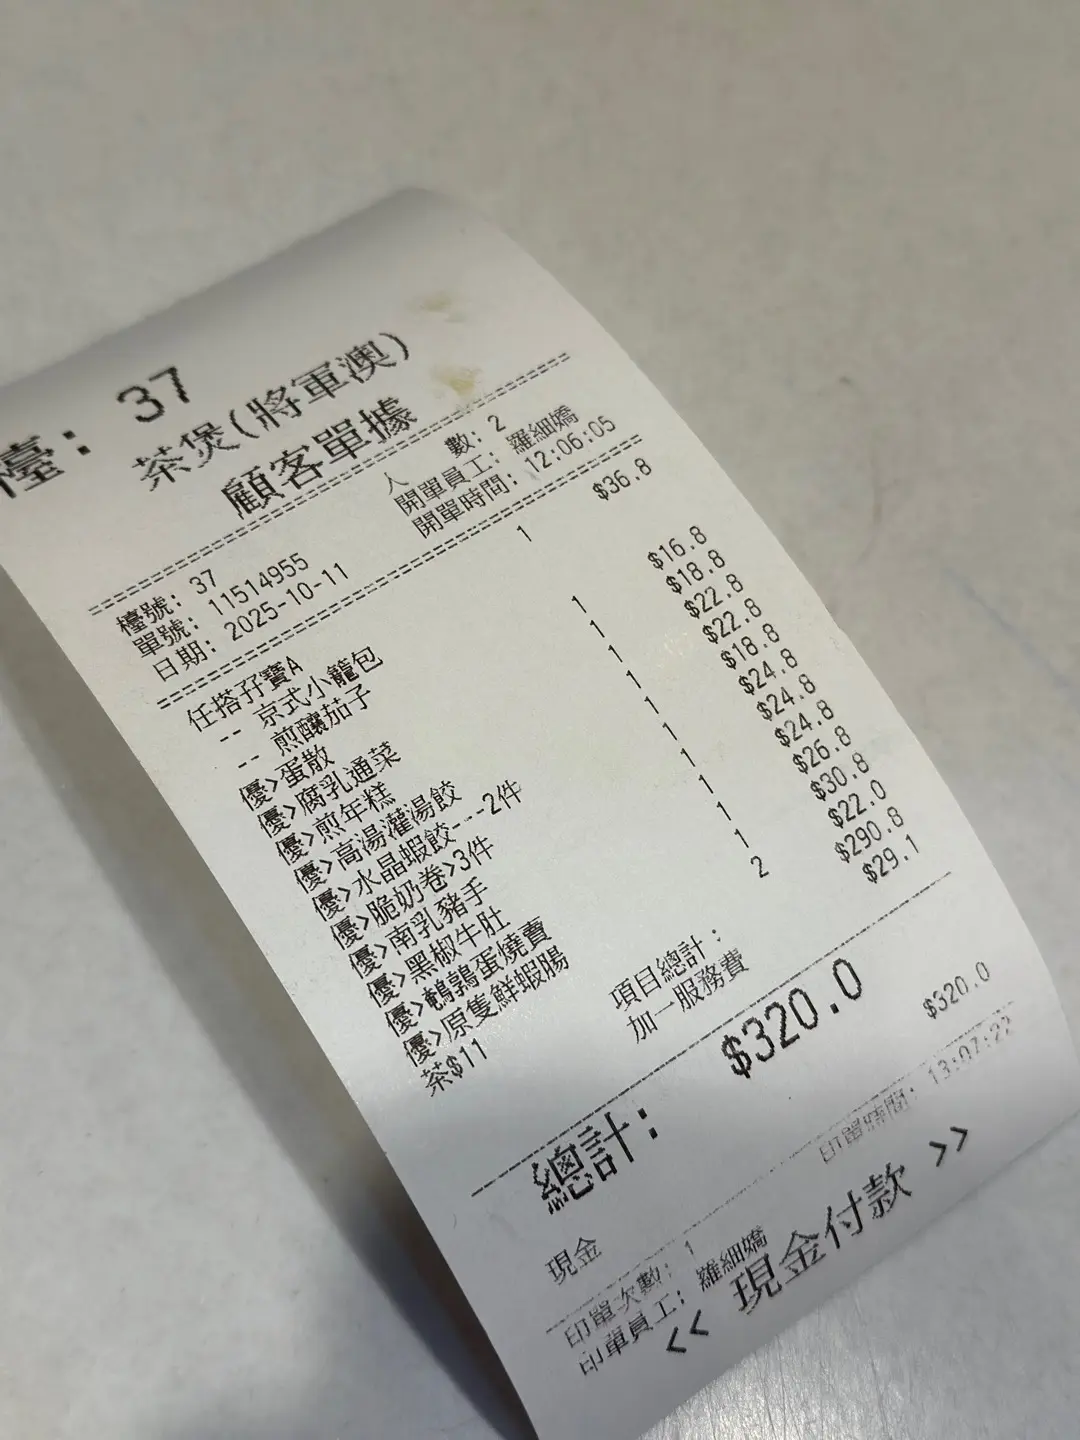 檯: 37
茶煲(將軍澳)
顧客單據
檯號: 37 人 數: 2
單號: 11514955 開單員工: 羅細嬌
日期: 2025-10-11 開單時間: 12:06:05
任搭孖寶A 1 $36.8
-- 京式小籠包
-- 煎釀茄子
優>蛋散 1 $16.8
優>腐乳通菜 1 $18.8
優>煎年糕 1 $22.8
優>高湯灌湯餃 1 $22.8
優>水晶蝦餃---2件 1 $18.8
優>脆奶卷>3件 1 $24.8
優>南乳豬手 1 $24.8
優>黑椒牛肚 1 $24.8
優>鵪鶉蛋燒賣 1 $26.8
優>原隻鮮蝦腸 1 $30.8
茶$11 2 $22.0
項目總計: $290.8
加一服務費 $29.1
總計: $320.0
現金 $320.0
印單次數: 1 印單時間: 13:07:22
印單員工: 羅細嬌
<< 現金付款 >>